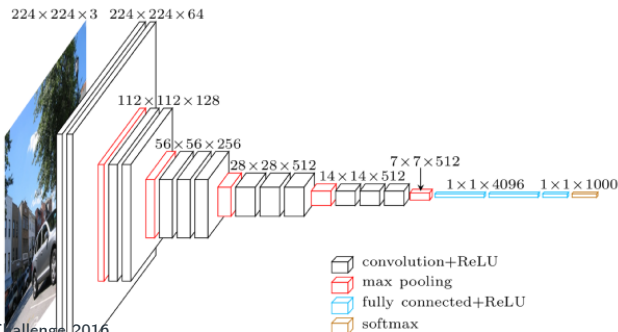 224×224×3
224×224×64
112×112×128
56×56×256
28×28×512
14×14×512
7×7×512
1×1×4096
1×1×1000
convolution+ReLU
max pooling
fully connected+ReLU
softmax
Challenge 2016